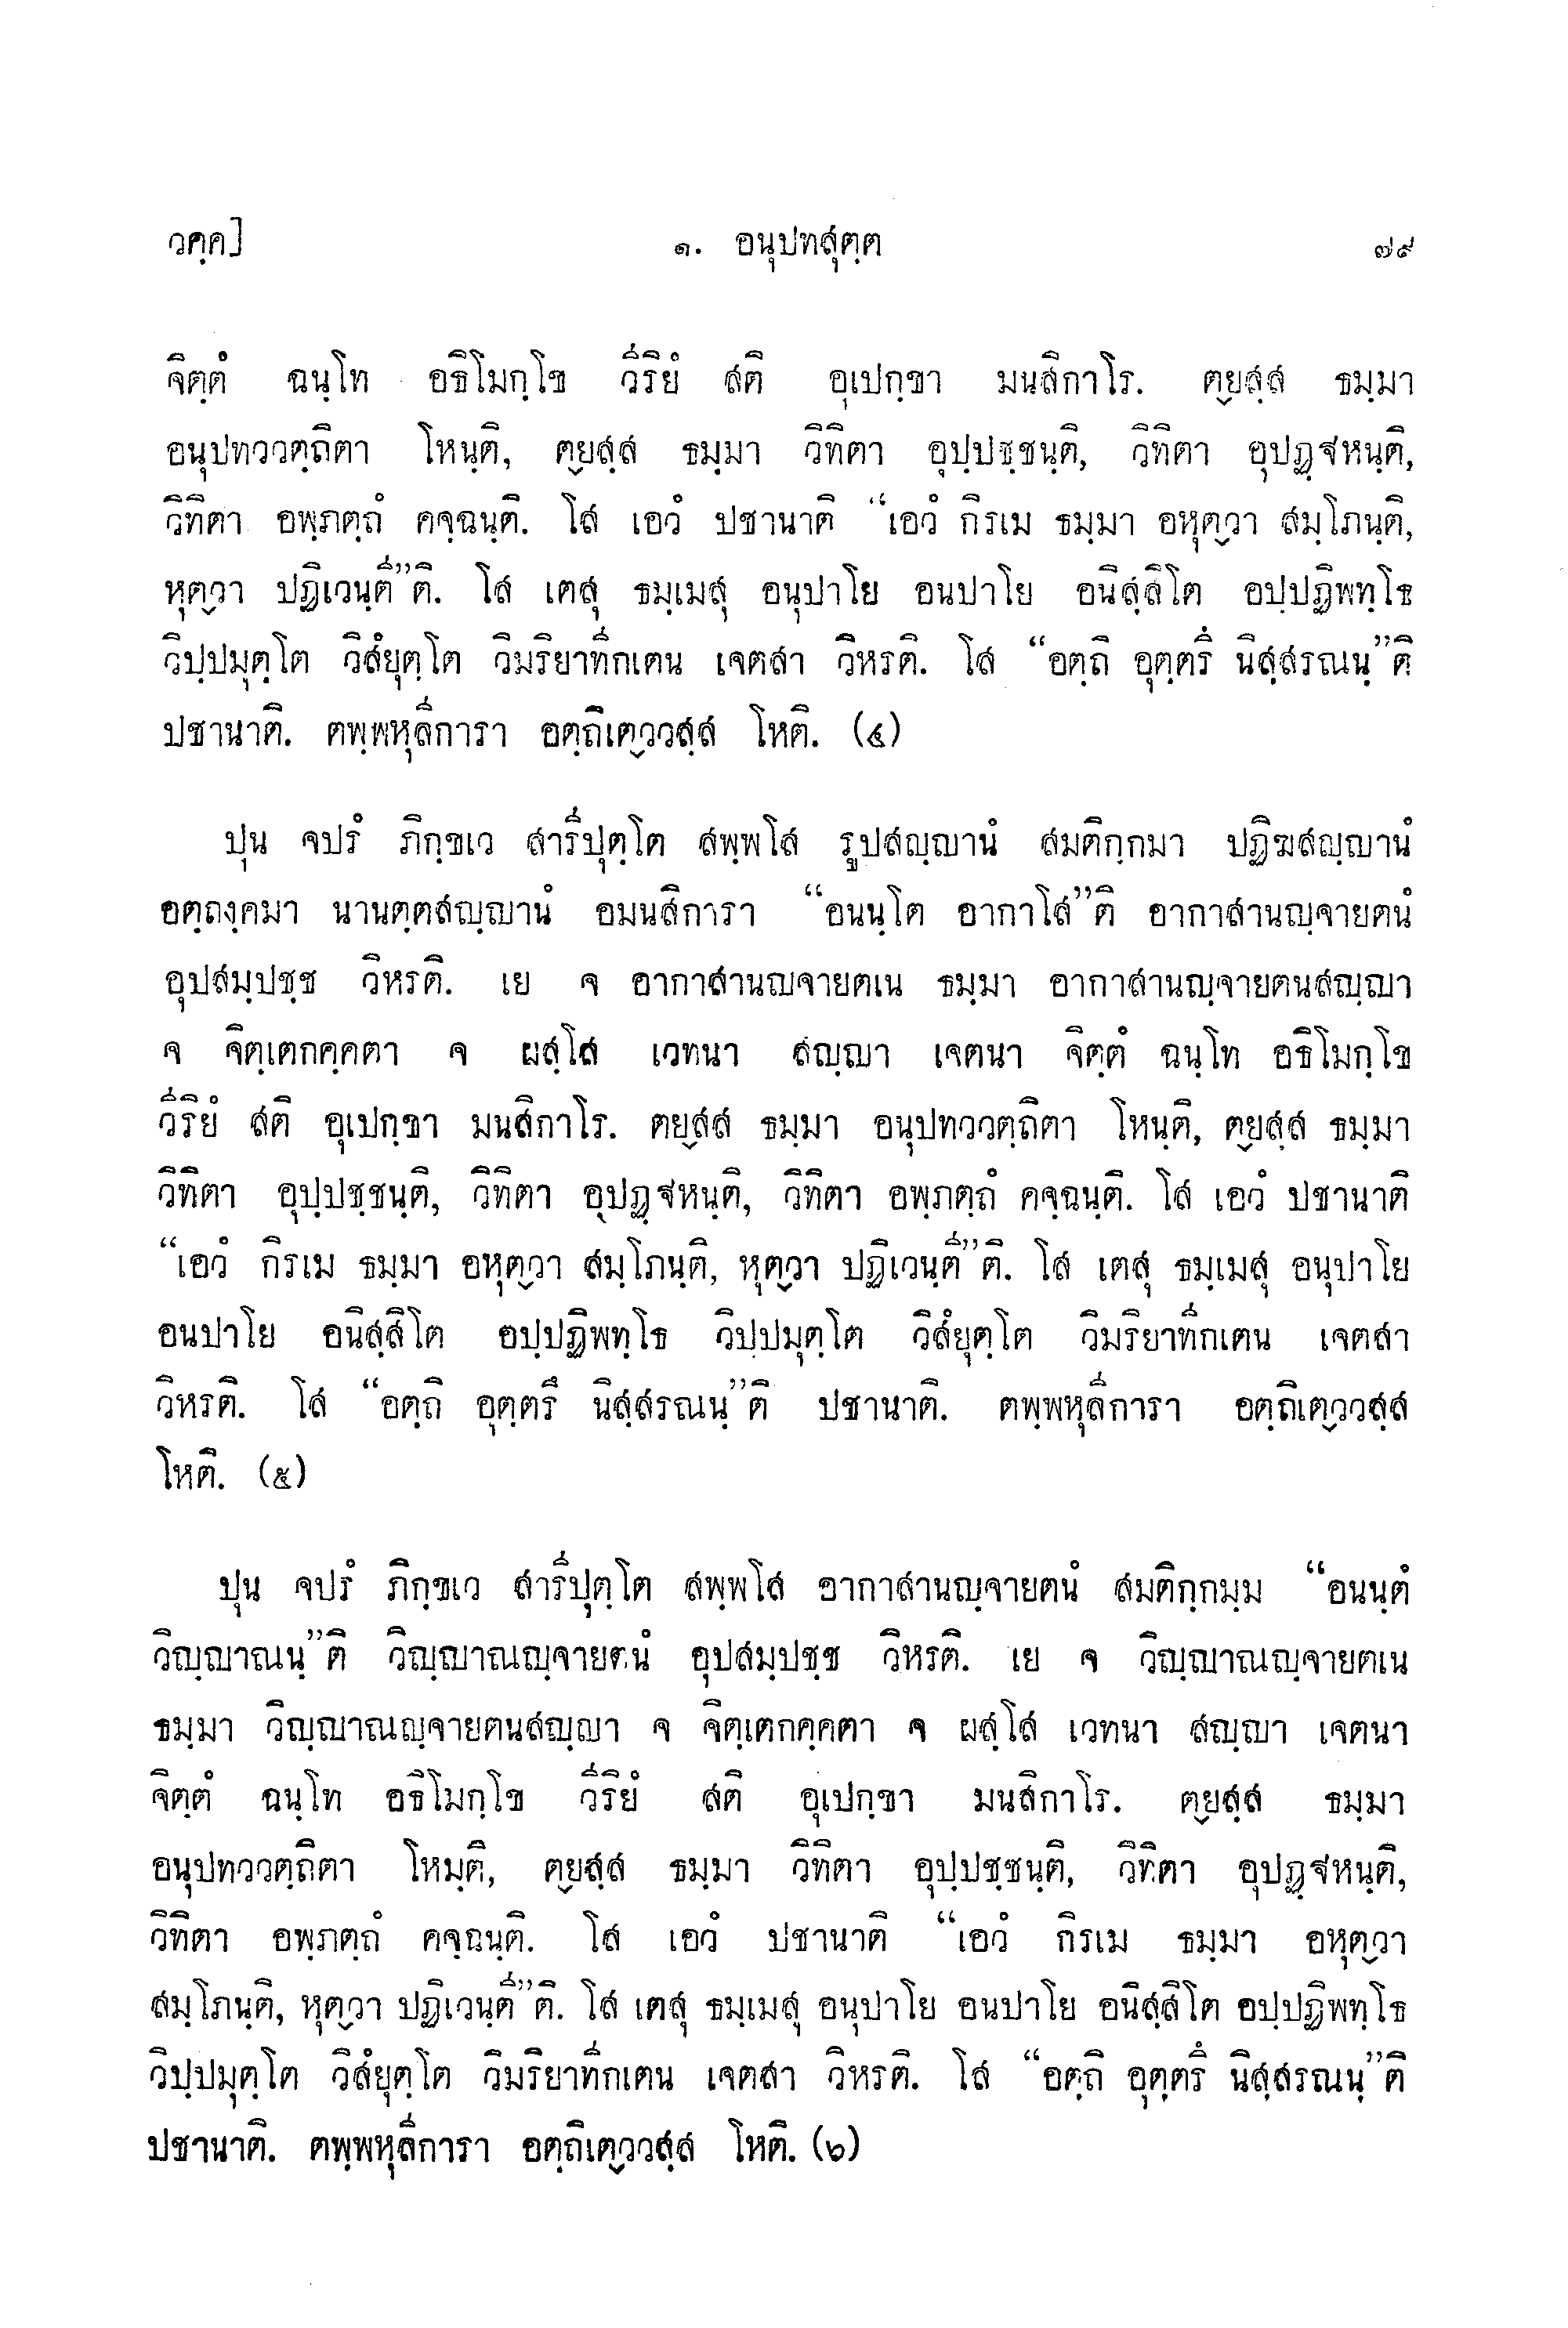 วคฺค]
๑. อนุปทสุตฺต
๗๙
จิตฺตํ ฉนฺโท อธิโมกฺโข วีริยํ สติ อุเปกฺขา มนสิกาโร. ตฺยสฺส ธมฺมา
อนุปทววตฺถิตา โหนฺติ, ตฺยสฺส ธมฺมา วิทิตา อุปฺปชฺชนฺติ, วิทิตา อุปฏฺฐหนฺติ,
วิทิตา อพฺภตฺถํ คจฺฉนฺติ. โส เอวํ ปชานาติ “เอวํ กิรเม ธมฺมา อหุตฺวา สมฺโภนฺติ,
หุตฺวา ปฏิเวนฺตี”ติ. โส เตสุ ธมฺเมสุ อนุปาโย อนปาโย อนิสฺสิโต อปฺปฏิพทฺโธ
วิปฺปมุตฺโต วิสํยุตฺโต วิมริยาทีกเตน เจตสา วิหรติ. โส “อตฺถิ อุตฺตรึ นิสฺสรณนฺ”ติ
ปชานาติ. ตพฺพหุลีการา อตฺถิเตฺววสฺส โหติ. (๔)
ปุน จปรํ ภิกฺขเว สารีปุตฺโต สพฺพโส รูปสญฺญานํ สมติกฺกมา ปฏิฆสญฺญานํ
อตฺถงฺคมา นานตฺตสญฺญานํ อมนสิการา “อนนฺโต อากาโส”ติ อากาสานญฺจายตนํ
อุปสมฺปชฺช วิหรติ. เย จ อากาสานญฺจายตเน ธมฺมา อากาสานญฺจายตนสญฺญา
จ จิตฺเตกคฺคตา จ ผสฺโส เวทนา สญฺญา เจตนา จิตฺตํ ฉนฺโท อธิโมกฺโข
วีริยํ สติ อุเปกฺขา มนสิกาโร. ตยฺสฺส ธมฺมา อนุปทววตฺถิตา โหนฺติ, ตฺยสฺส ธมฺมา
วิทิตา อุปฺปชฺชนฺติ, วิทิตา อุปฏฺฐหนฺติ, วิทิตา อพฺภตฺถํ คจฺฉนฺติ. โส เอวํ ปชานาติ
“เอวํ กิรเม ธมฺมา อหุตฺวา สมฺโภนฺติ, หุตฺวา ปฏิเวนฺตี”ติ. โส เตสุ ธมฺเมสุ อนุปาโย
อนปาโย อนิสฺสิโต อปฺปฏิพทฺโธ วิปฺปมุตฺโต วิสํยุตฺโต วิมริยาทีกเตน เจตสา
วิหรติ. โส “อตฺถิ อุตฺตรึ นิสฺสรณนฺ”ติ ปชานาติ. ตพฺพหุลีการา อตฺถิเตฺววสฺส
โหติ. (๕)
ปุน จปรํ ภิกฺขเว สารีปุตฺโต สพฺพโส อากาสานญฺจายตนํ สมติกฺกมฺม “อนนฺตํ
วิญฺญาณนฺ”ติ วิญฺญาณญฺจายตนํ อุปสมฺปชฺช วิหรติ. เย จ วิญฺญาณญฺจายตเน
ธมฺมา วิญฺญาณญฺจายตนสญฺญา จ จิตฺเตกคฺคตา จ ผสฺโส เวทนา สญฺญา เจตนา
จิตฺตํ ฉนฺโท อธิโมกฺโข วีริยํ สติ อุเปกฺขา มนสิกาโร. ตฺยสฺส ธมฺมา
อนุปทววตฺถิตา โหมฺติ, ตฺยสฺส ธมฺมา วิทิตา อุปฺปชฺชนฺติ, วิทิตา อุปฏฺฐหนฺติ,
วิทิตา อพฺภตฺถํ คจฺฉนฺติ. โส เอวํ ปชานาติ “เอวํ กิรเม ธมฺมา อหุตฺวา
สมฺโภนฺติ, หุตฺวา ปฏิเวนฺตี”ติ. โส เตสุ ธมฺเมสุ อนุปาโย อนปาโย อนิสฺสิโต อปฺปฏิพทฺโธ
วิปฺปมุตฺโต วิสํยุตฺโต วิมริยาทีกเตน เจตสา วิหรติ. โส “อตฺถิ อุตฺตรึ นิสฺสรณนฺ”ติ
ปชานาติ. ตพฺพหุลีการา อตฺถิเตฺววสฺส โหติ. (๖)